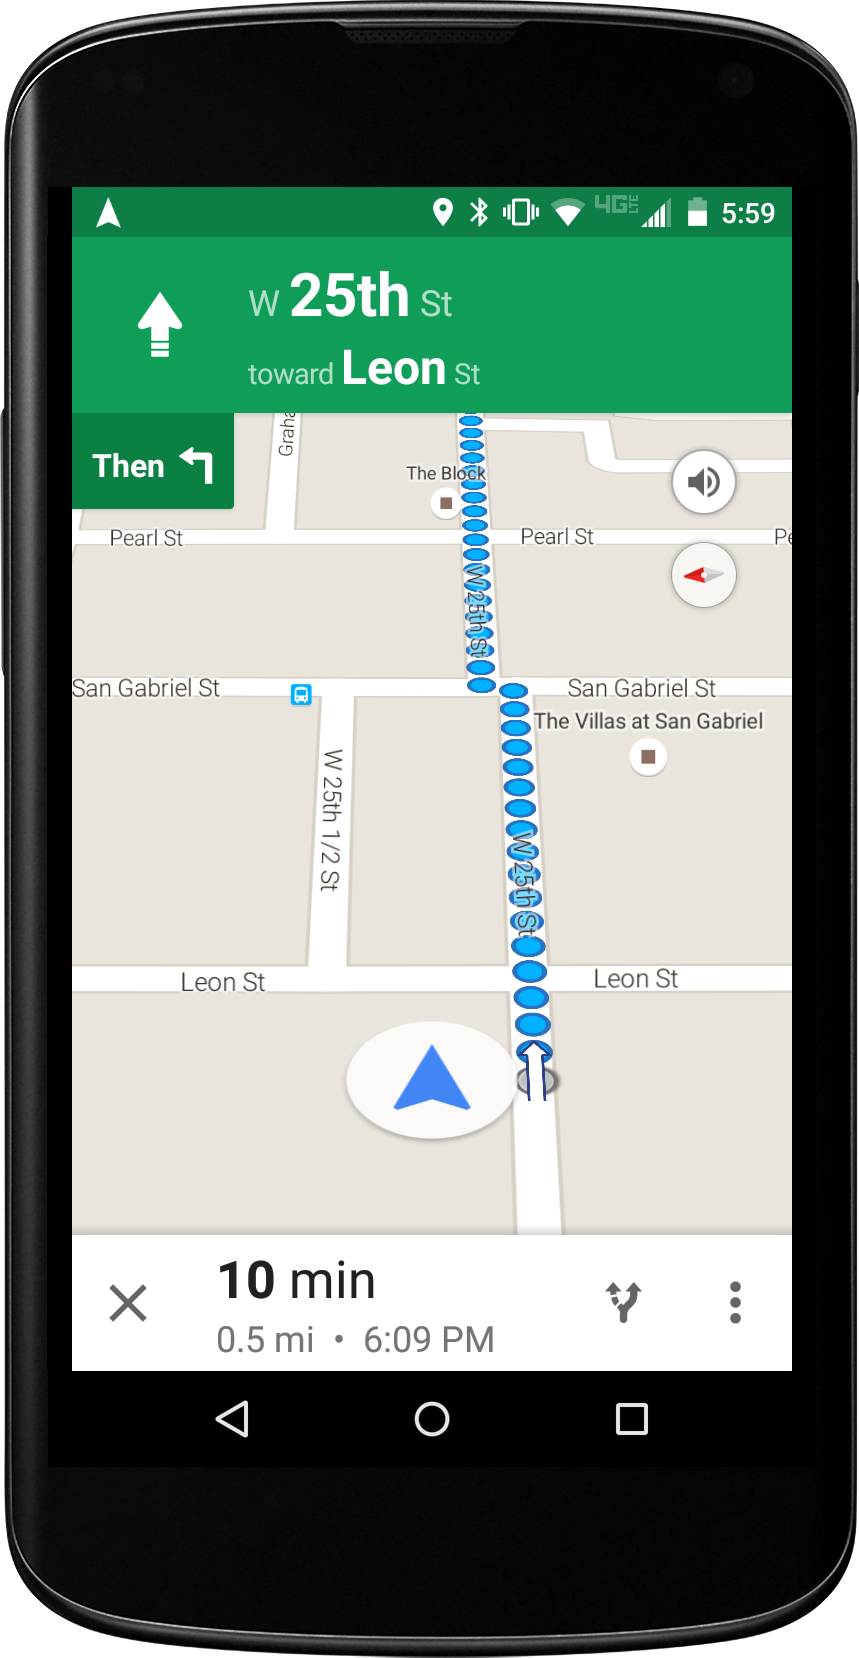 4G LTE 5:59
W 25th St
toward Leon St
Then
Graha
The Block
Pearl St
Pearl St
Pe
W 25th St
San Gabriel St
San Gabriel St
The Villas at San Gabriel
W 25th 1/2 St
W 25th St
Leon St
Leon St
10 min
0.5 mi • 6:09 PM